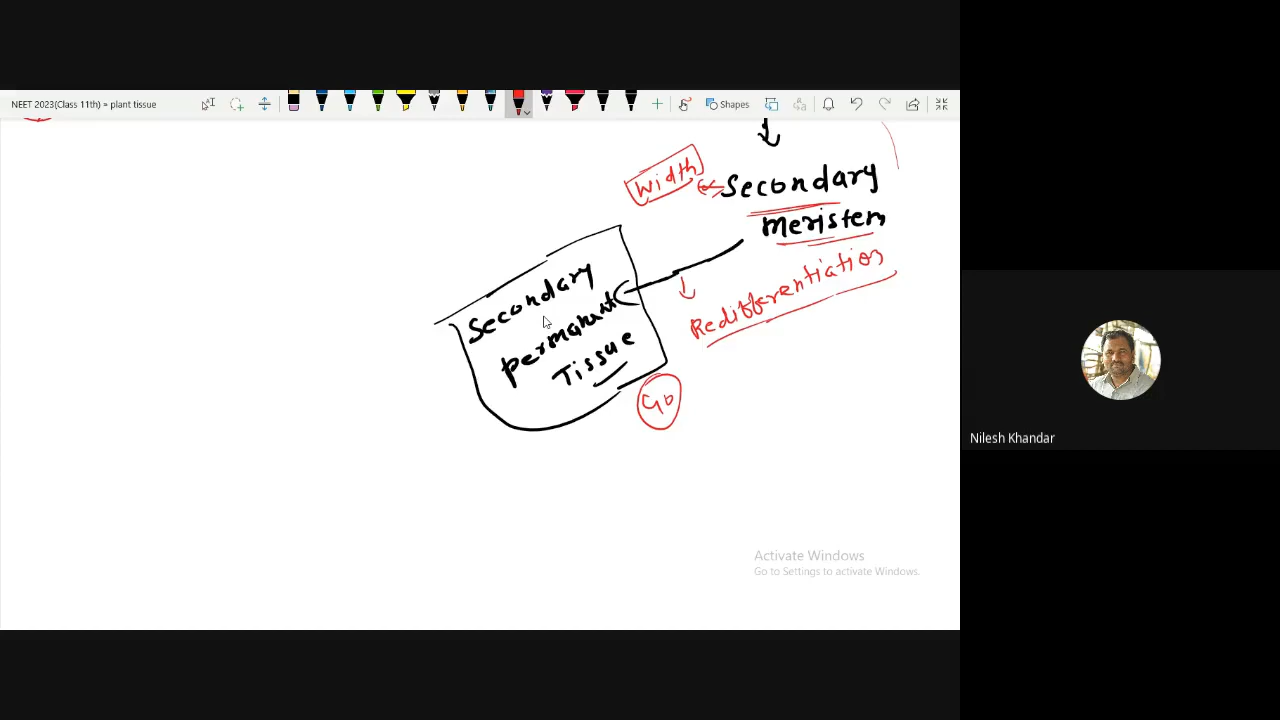 NEET 2023(Class 11th) » plant tissue
Shapes
Width
Secondary
Meristem
Redifferentiation
Secondary
permanent
Tissue
Go
Nilesh Khandar
Activate Windows
Go to Settings to activate Windows.